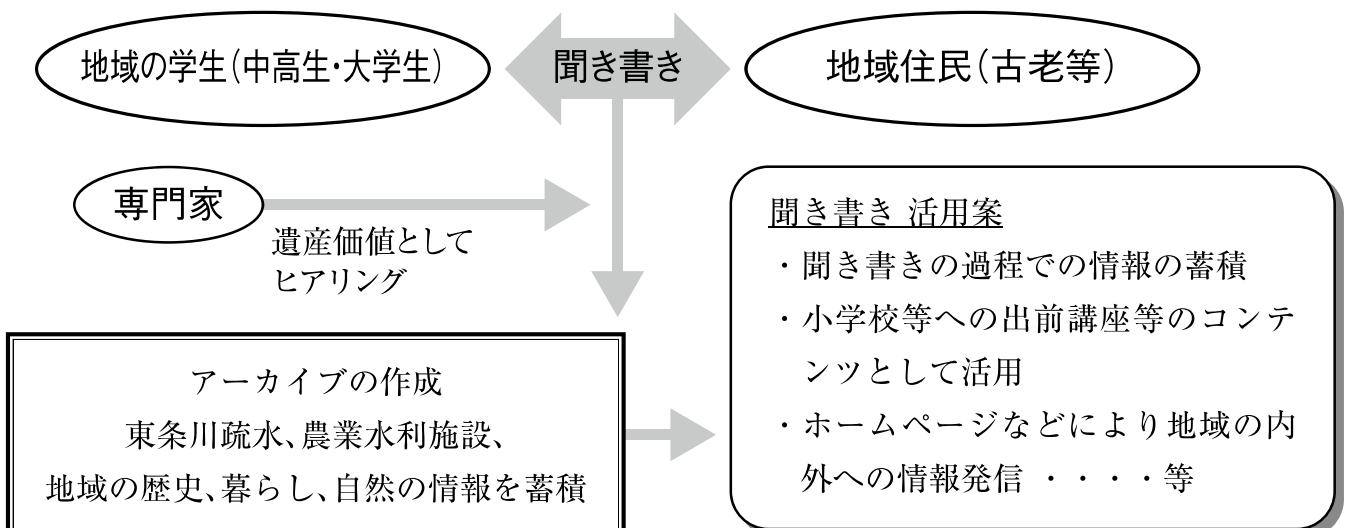 地域の学生（中高生・大学生）
聞き書き
地域住民（古老等）
専門家
遺産価値として
ヒアリング
アーカイブの作成
東条川疏水、農業水利施設、
地域の歴史、暮らし、自然の情報を蓄積
聞き書き 活用案
・聞き書きの過程での情報の蓄積
・小学校等への出前講座等のコンテ
ンツとして活用
・ホームページなどにより地域の内
外への情報発信 ・・・・等